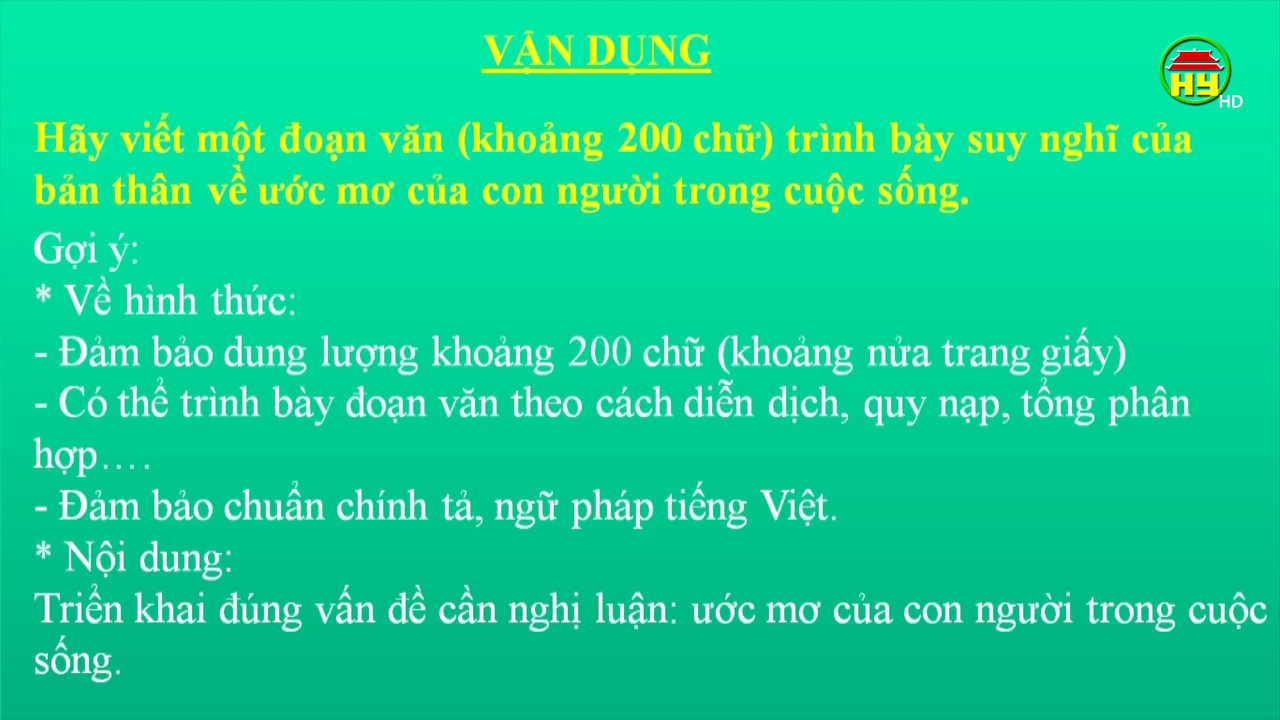 VẬN DỤNG
HY
HD
Hãy viết một đoạn văn (khoảng 200 chữ) trình bày suy nghĩ của
bản thân về ước mơ của con người trong cuộc sống.
Gợi ý:
* Về hình thức:
- Đảm bảo dung lượng khoảng 200 chữ (khoảng nửa trang giấy)
- Có thể trình bày đoạn văn theo cách diễn dịch, quy nạp, tổng phân
hợp….
- Đảm bảo chuẩn chính tả, ngữ pháp tiếng Việt.
* Nội dung:
Triển khai đúng vấn đề cần nghị luận: ước mơ của con người trong cuộc
sống.